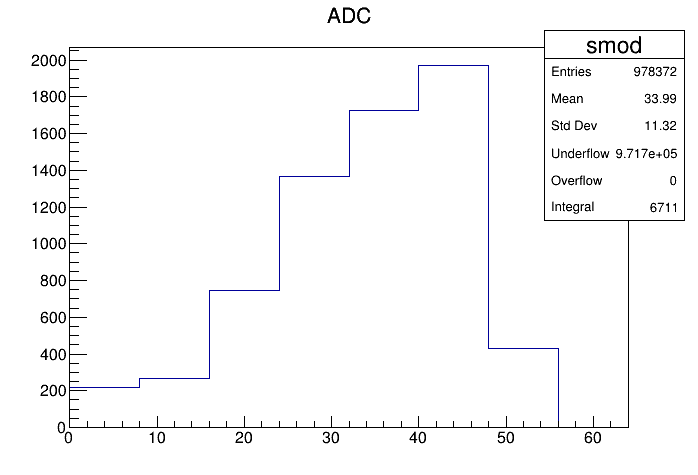 ADC
smod
Entries 978372
Mean 33.99
Std Dev 11.32
Underflow 9.717e+05
Overflow 0
Integral 6711
2000
1800
1600
1400
1200
1000
800
600
400
200
0
0 10 20 30 40 50 60